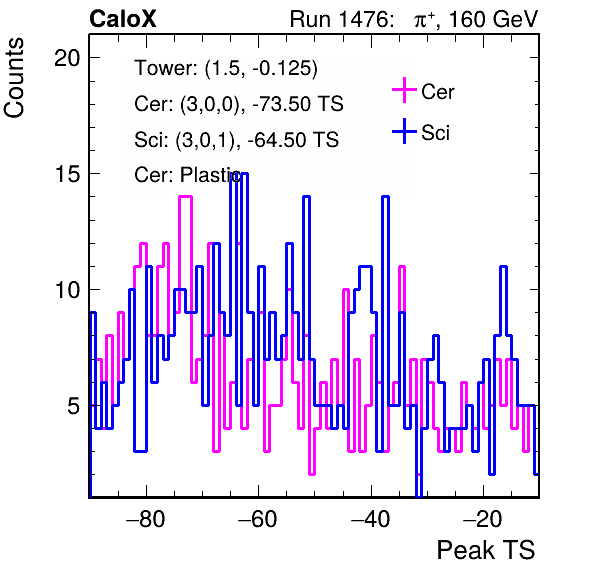 CaloX Run 1476: π⁺, 160 GeV
Counts
Tower: (1.5, -0.125)
Cer: (3,0,0), -73.50 TS
Sci: (3,0,1), -64.50 TS
Cer: Plastic
Cer
Sci
20
15
10
5
−80 −60 −40 −20
Peak TS